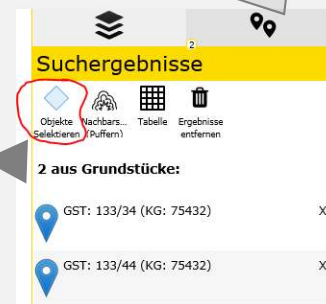 2
Suchergebnisse
Objekte Selektieren
Nachbars... (Puffern)
Tabelle
Ergebnisse entfernen
2 aus Grundstücke:
GST: 133/34 (KG: 75432) X
GST: 133/44 (KG: 75432) X